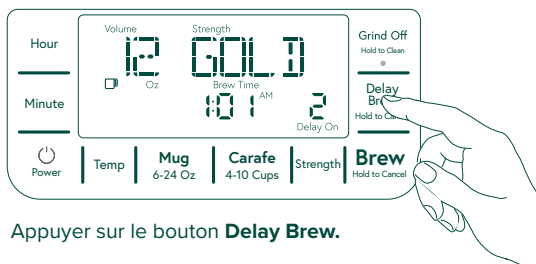 Hour
Minute
Volume
12
Oz
Strength
GOLD
Brew Time
1:01 AM
2
Delay On
Grind Off
Hold to Clean
Delay
Hold to
Power
Temp
Mug
6-24 Oz
Carafe
4-10 Cups
Strength
Brew
Hold to Cancel
Appuyer sur le bouton Delay Brew.